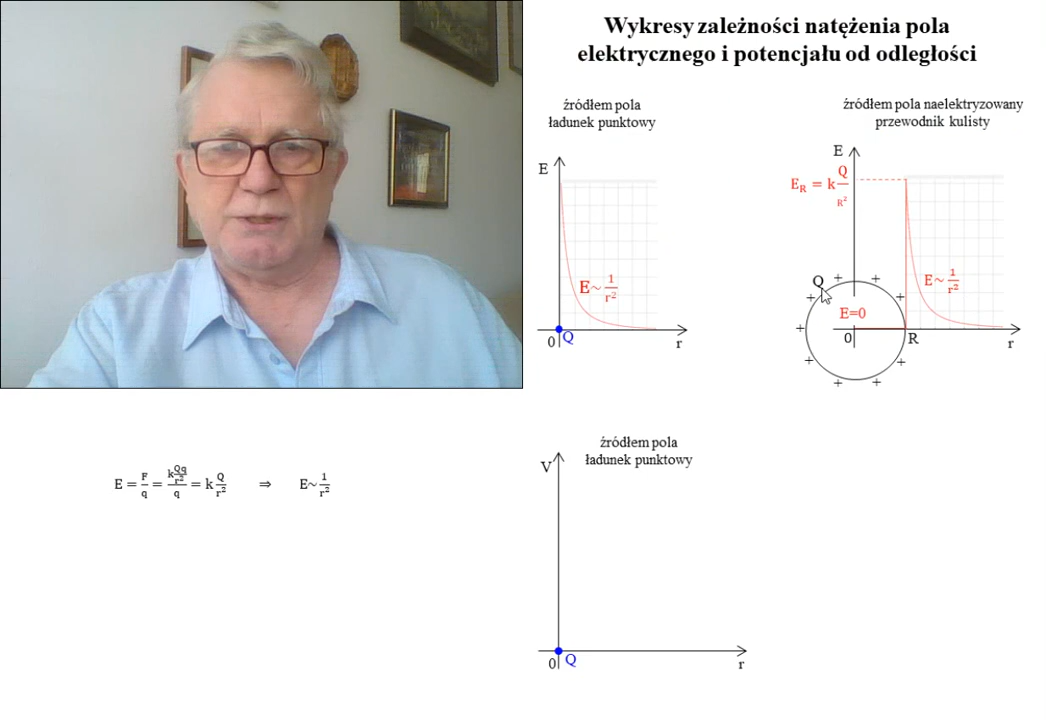 Wykresy zależności natężenia pola
elektrycznego i potencjału od odległości
źródłem pola
ładunek punktowy
E
E~ 1/r²
0
Q
r
źródłem pola naelektryzowany
przewodnik kulisty
E
E_R = k Q/R²
Q
+ + + + + + + + + +
E~ 1/r²
E=0
0
R
r
E = F/q = (k Qq/r²)/q = k Q/r² ⇒ E~ 1/r²
źródłem pola
ładunek punktowy
V
0
Q
r